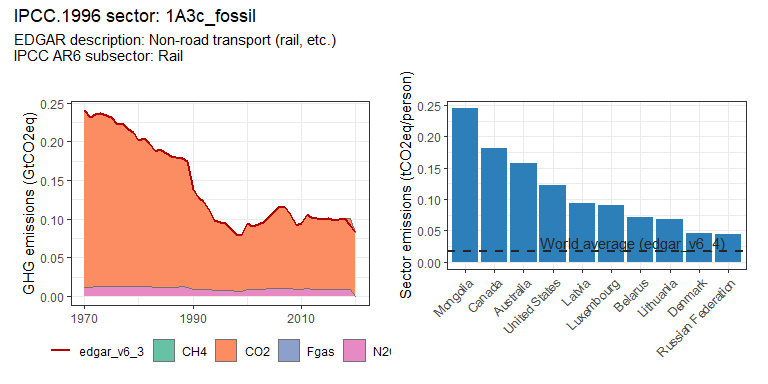 IPCC.1996 sector: 1A3c_fossil
EDGAR description: Non-road transport (rail, etc.)
IPCC AR6 subsector: Rail
GHG emissions (GtCO2eq)
0.25
0.20
0.15
0.10
0.05
0.00
1970
1990
2010
edgar_v6_3
CH4
CO2
Fgas
N2O
Sector emissions (tCO2eq/person)
0.25
0.20
0.15
0.10
0.05
0.00
World average (edgar_v6_4)
Mongolia
Canada
Australia
United States
Latvia
Luxembourg
Belarus
Lithuania
Denmark
Russian Federation